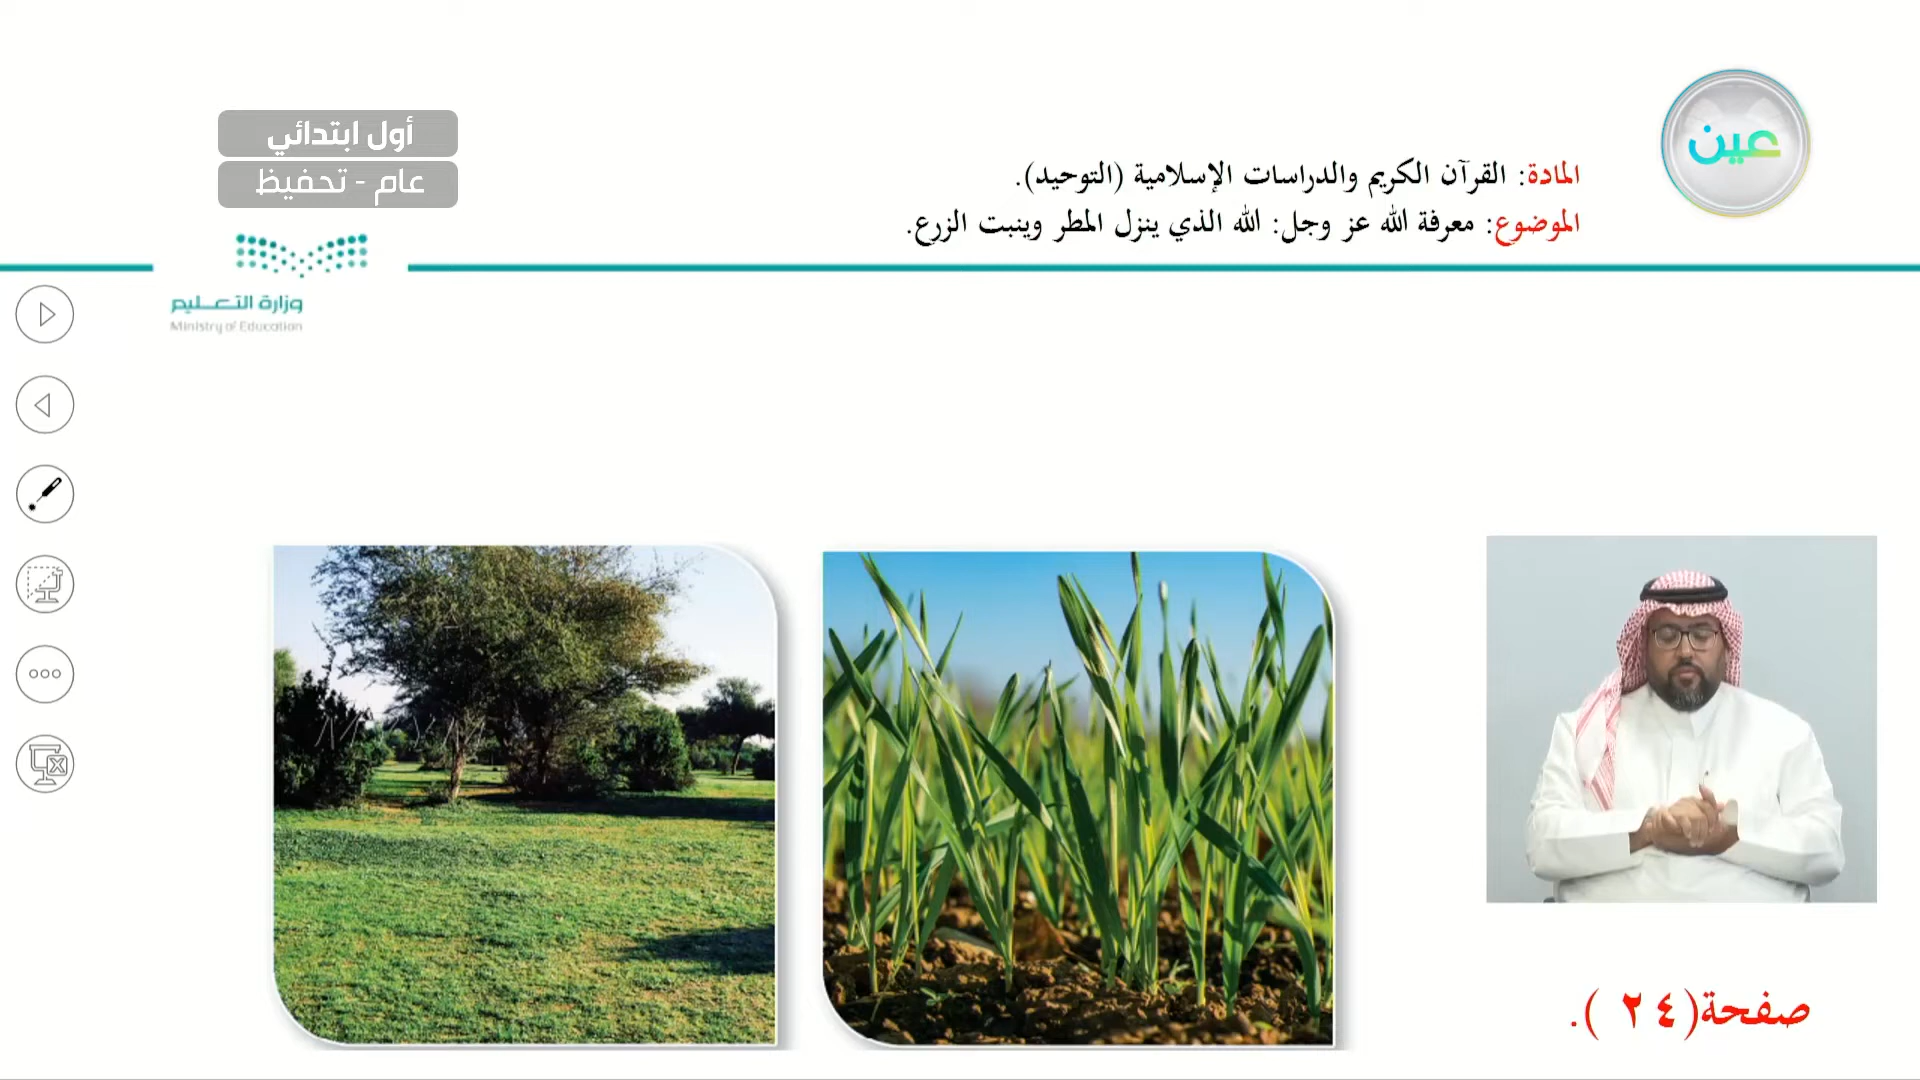 عين
أول ابتدائي
عام - تحفيظ
المادة: القرآن الكريم والدراسات الإسلامية (التوحيد).
الموضوع: معرفة الله عز وجل: الله الذي ينزل المطر وينبت الزرع.
وزارة التعليم
Ministry of Education
صفحة(٢٤ ).